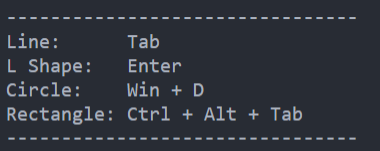 ---------------------------------
Line:      Tab
L Shape:   Enter
Circle:    Win + D
Rectangle: Ctrl + Alt + Tab
---------------------------------